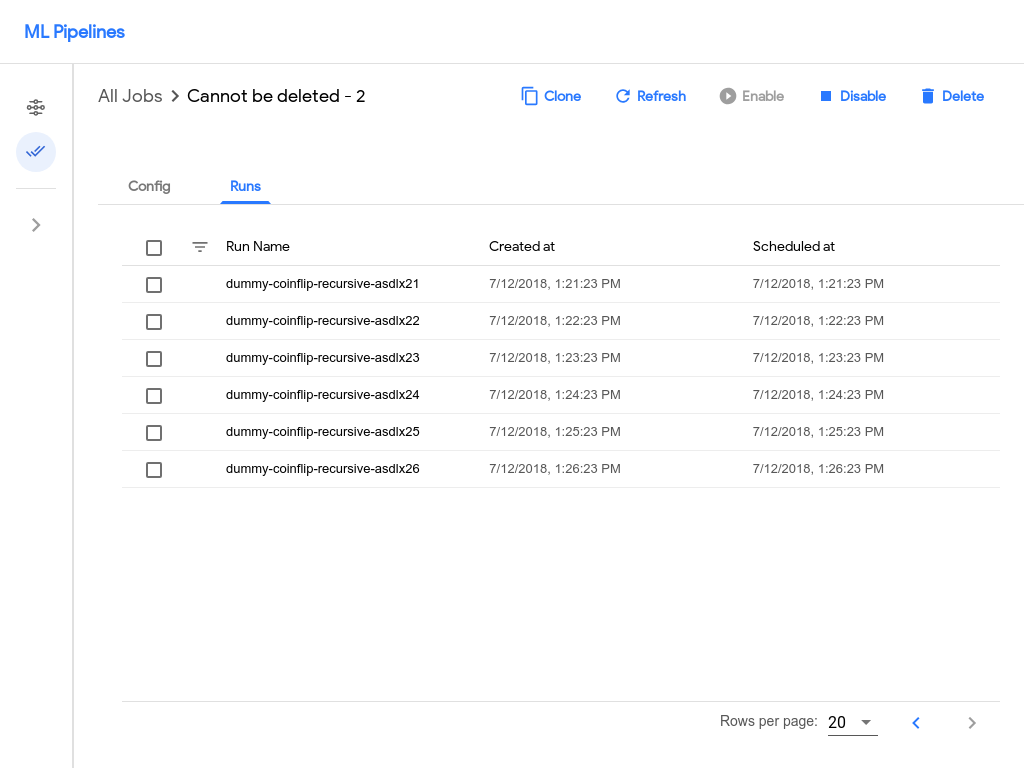 ML Pipelines
All Jobs > Cannot be deleted - 2
Clone Refresh Enable Disable Delete
Config Runs
Run Name Created at Scheduled at
dummy-coinflip-recursive-asdlx21 7/12/2018, 1:21:23 PM 7/12/2018, 1:21:23 PM
dummy-coinflip-recursive-asdlx22 7/12/2018, 1:22:23 PM 7/12/2018, 1:22:23 PM
dummy-coinflip-recursive-asdlx23 7/12/2018, 1:23:23 PM 7/12/2018, 1:23:23 PM
dummy-coinflip-recursive-asdlx24 7/12/2018, 1:24:23 PM 7/12/2018, 1:24:23 PM
dummy-coinflip-recursive-asdlx25 7/12/2018, 1:25:23 PM 7/12/2018, 1:25:23 PM
dummy-coinflip-recursive-asdlx26 7/12/2018, 1:26:23 PM 7/12/2018, 1:26:23 PM
Rows per page: 20